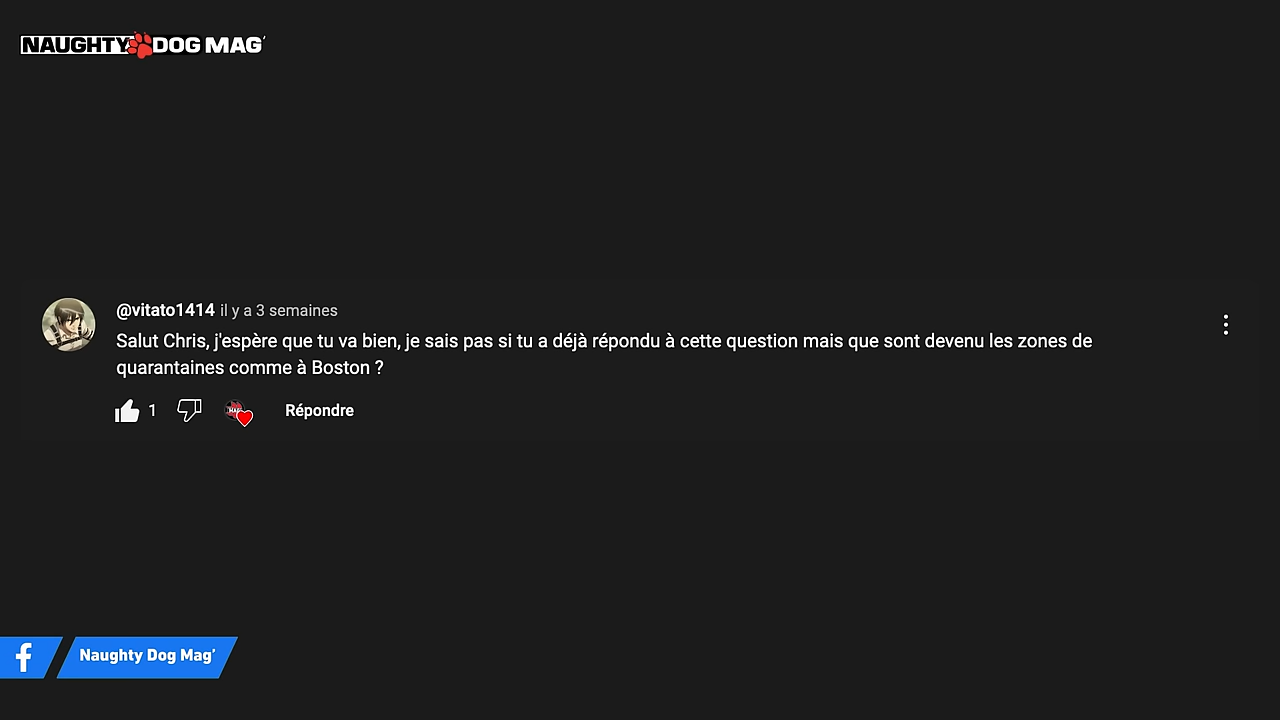 NAUGHTY DOG MAG'
@vitato1414 il y a 3 semaines
Salut Chris, j'espère que tu va bien, je sais pas si tu a déjà répondu à cette question mais que sont devenu les zones de
quarantaines comme à Boston ?
1 Répondre
Naughty Dog Mag'